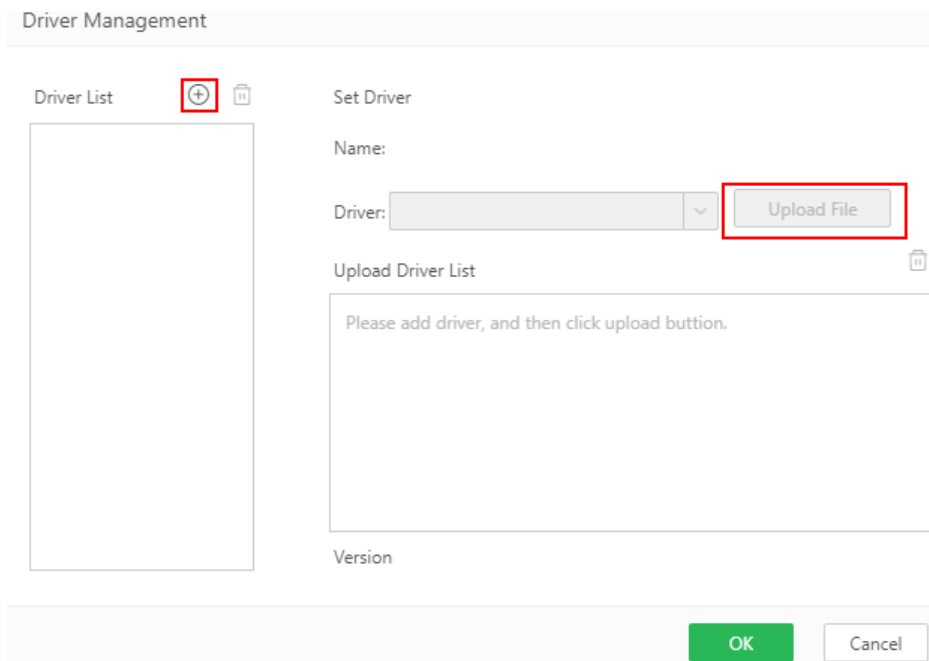 Driver Management
Driver List
Set Driver
Name:
Driver:
Upload File
Upload Driver List
Please add driver, and then click upload buttion.
Version
OK
Cancel